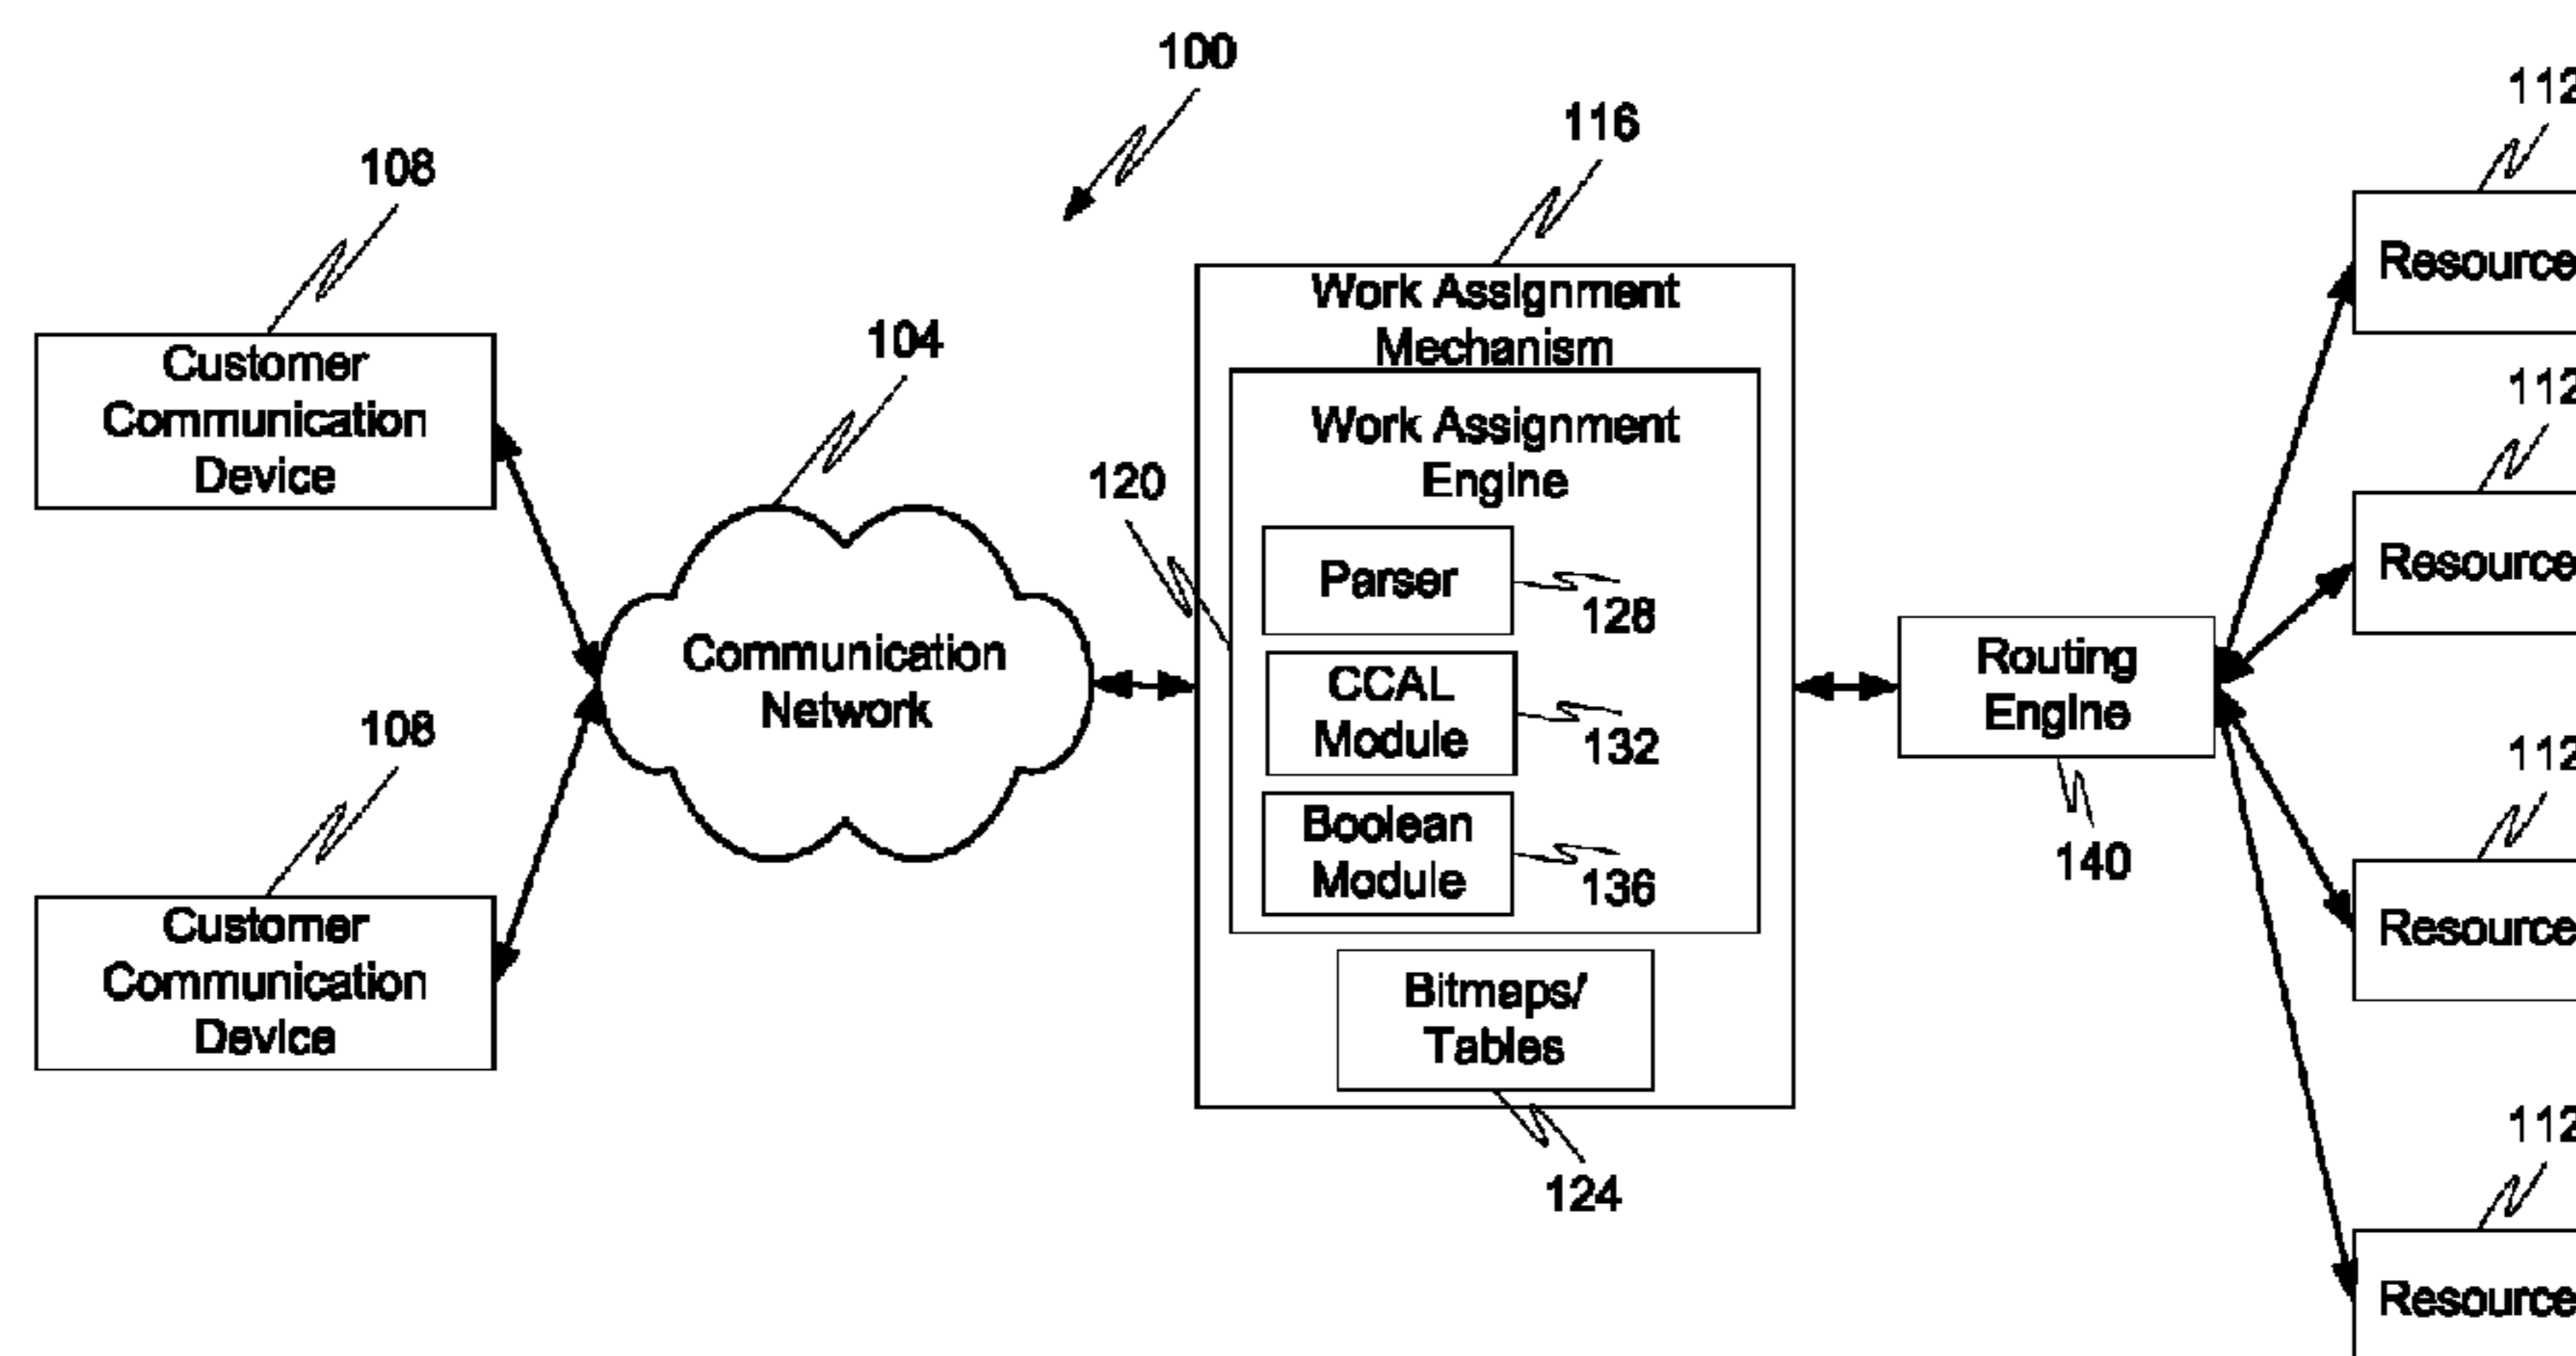 100
112
116
108
Work Assignment
Mechanism
Resource
Customer
Communication
Device
104
Work Assignment
Engine
120
112
Parser
128
Resource
Communication
Network
CCAL
Module
132
Routing
Engine
140
108
112
Boolean
Module
136
Resource
Customer
Communication
Device
Bitmaps/
Tables
124
112
Resource